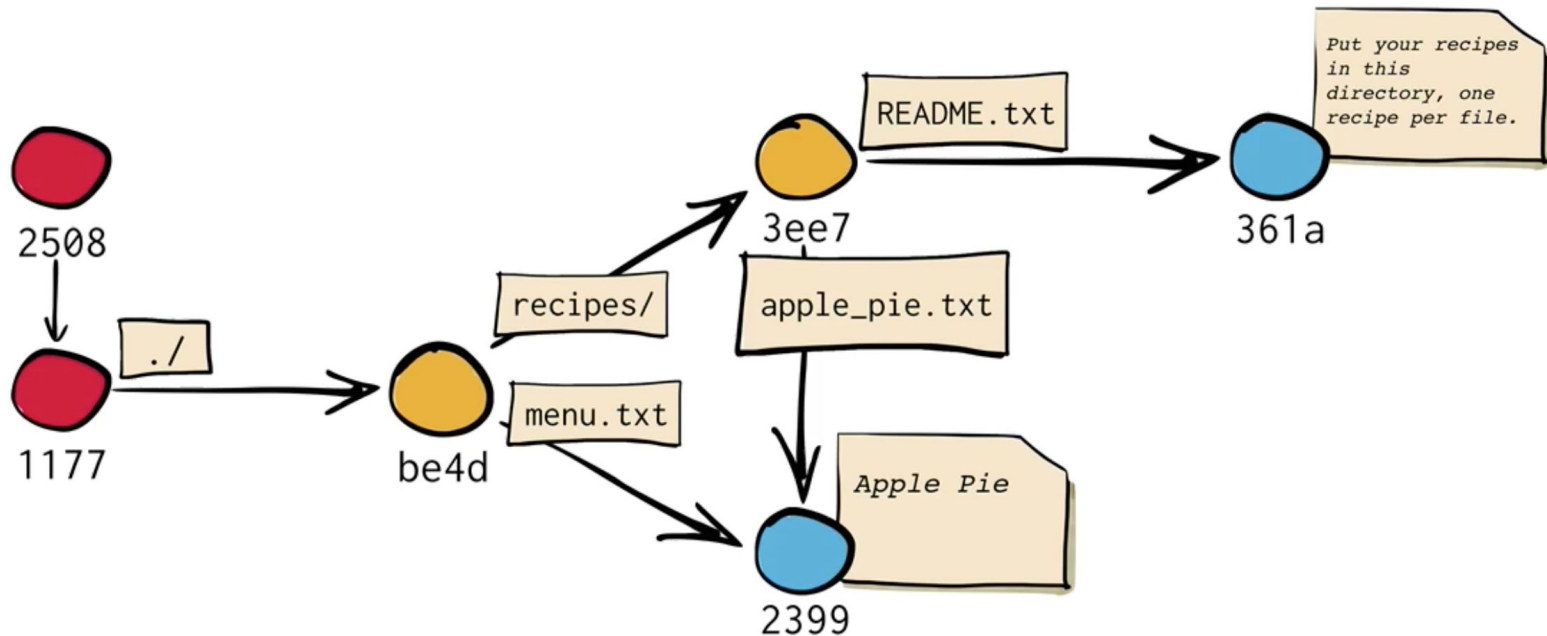 Put your recipes
in this
directory, one
recipe per file.
README.txt
2508
3ee7
361a
recipes/
apple_pie.txt
./
menu.txt
1177
be4d
Apple Pie
2399